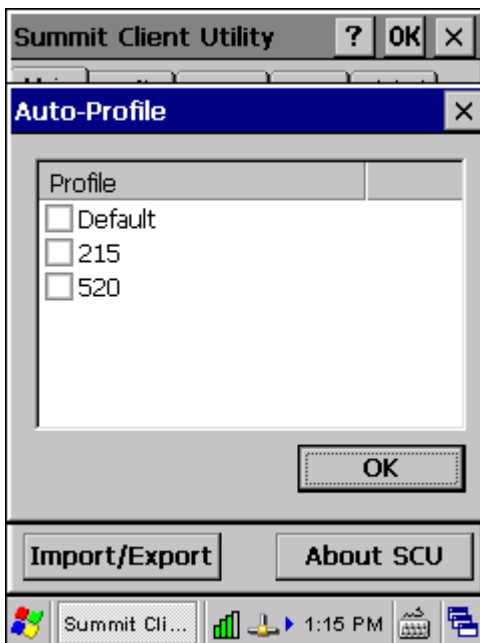 Summit Client Utility ? OK ×
Auto-Profile ×
Profile
Default
215
520
OK
Import/Export About SCU
Summit Cli... 1:15 PM